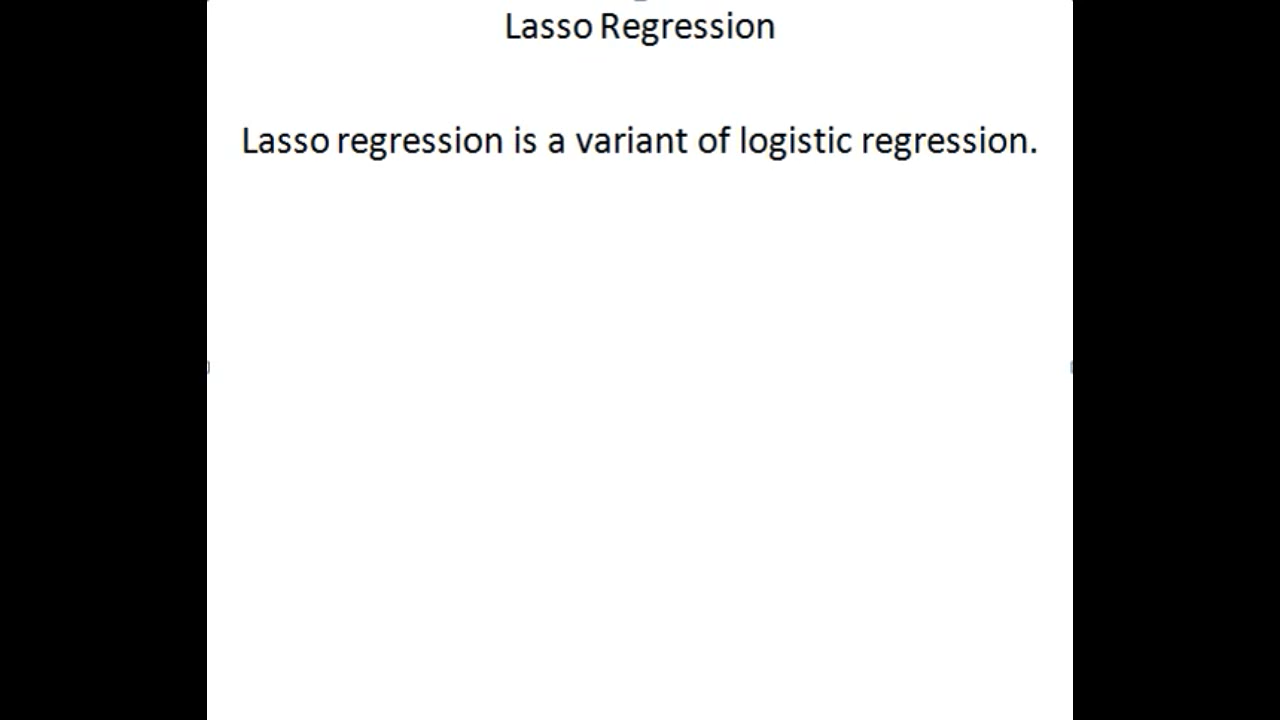 Lasso Regression
Lasso regression is a variant of logistic regression.